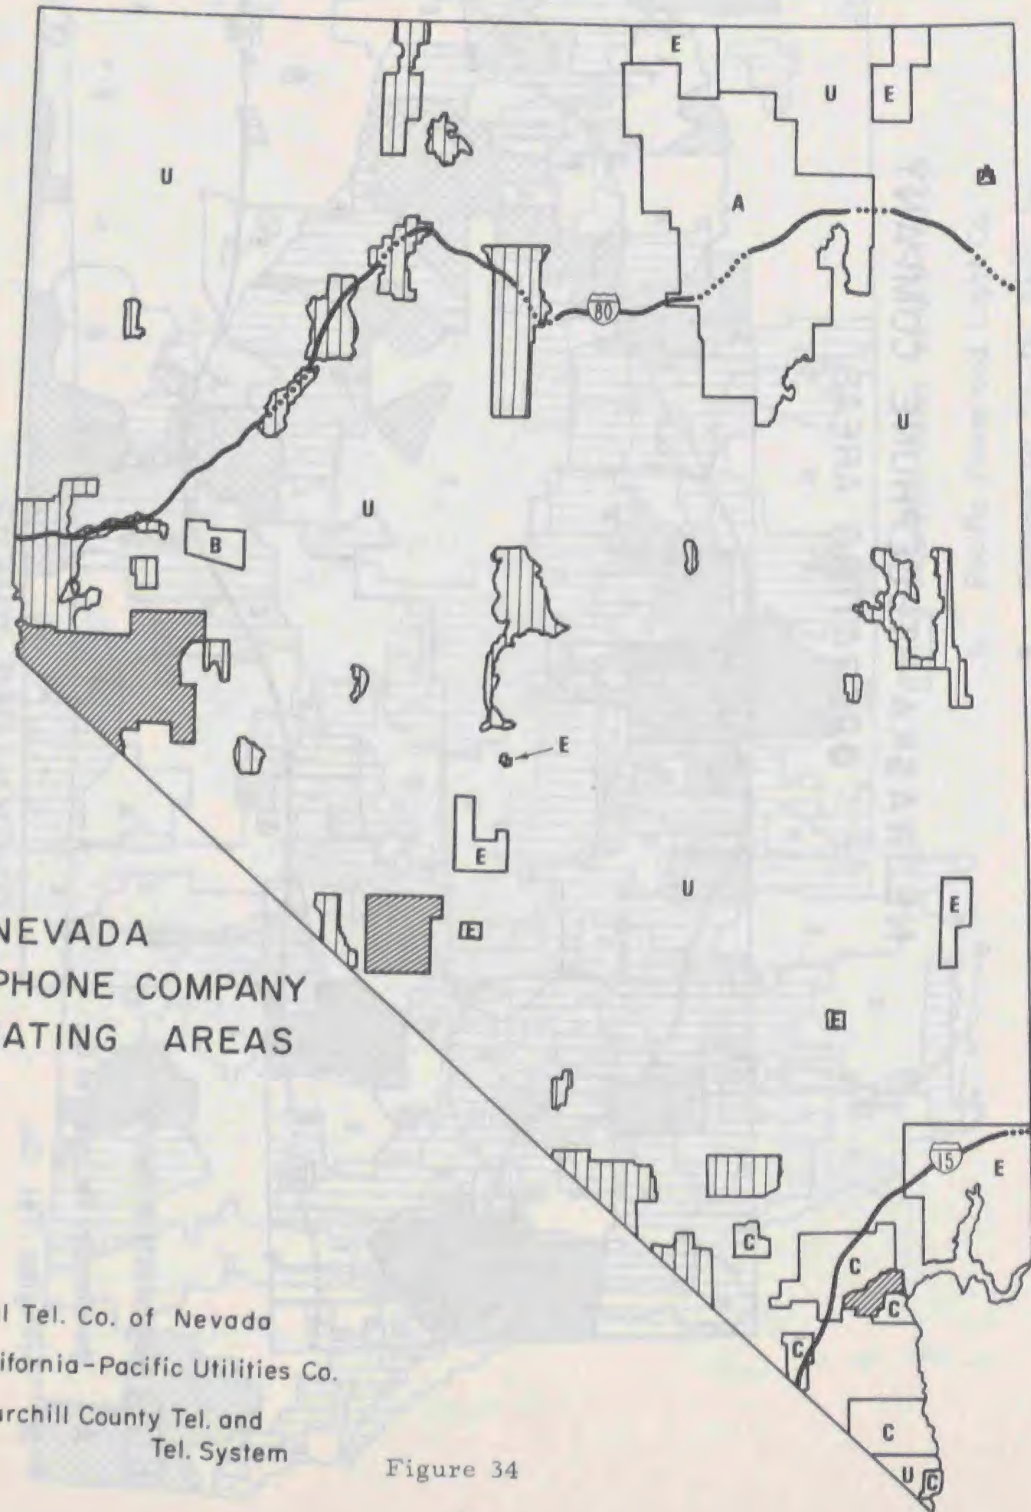 E
U
E
U
A
A
80
U
U
B
E
E
U
E
E
E
NEVADA
PHONE COMPANY
ATING AREAS
15
E
C
C
C
C
l Tel. Co. of Nevada
ifornia-Pacific Utilities Co.
urchill County Tel. and
Tel. System
C
U
C
Figure 34